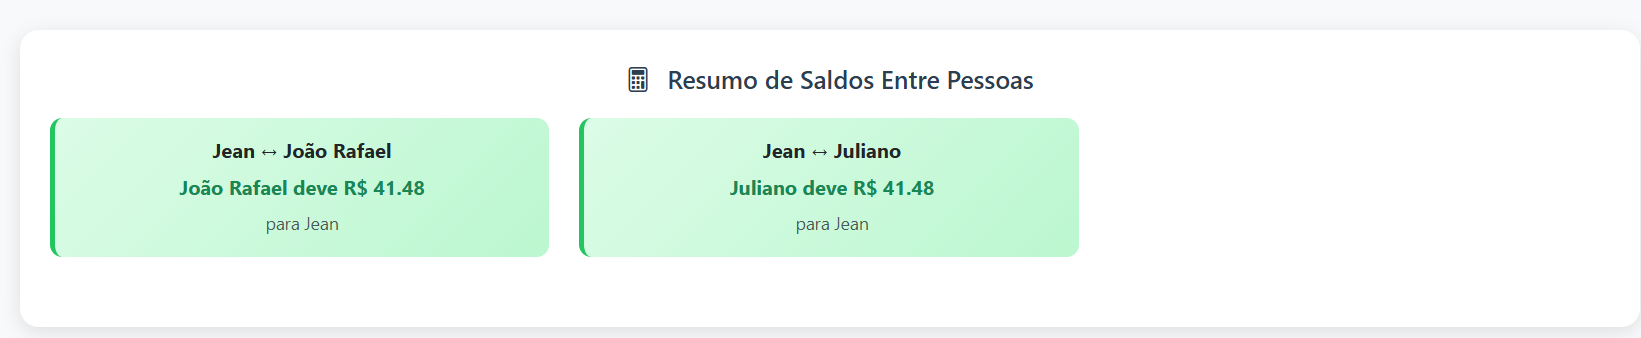 Resumo de Saldos Entre Pessoas
Jean ↔ João Rafael
João Rafael deve R$ 41.48
para Jean
Jean ↔ Juliano
Juliano deve R$ 41.48
para Jean